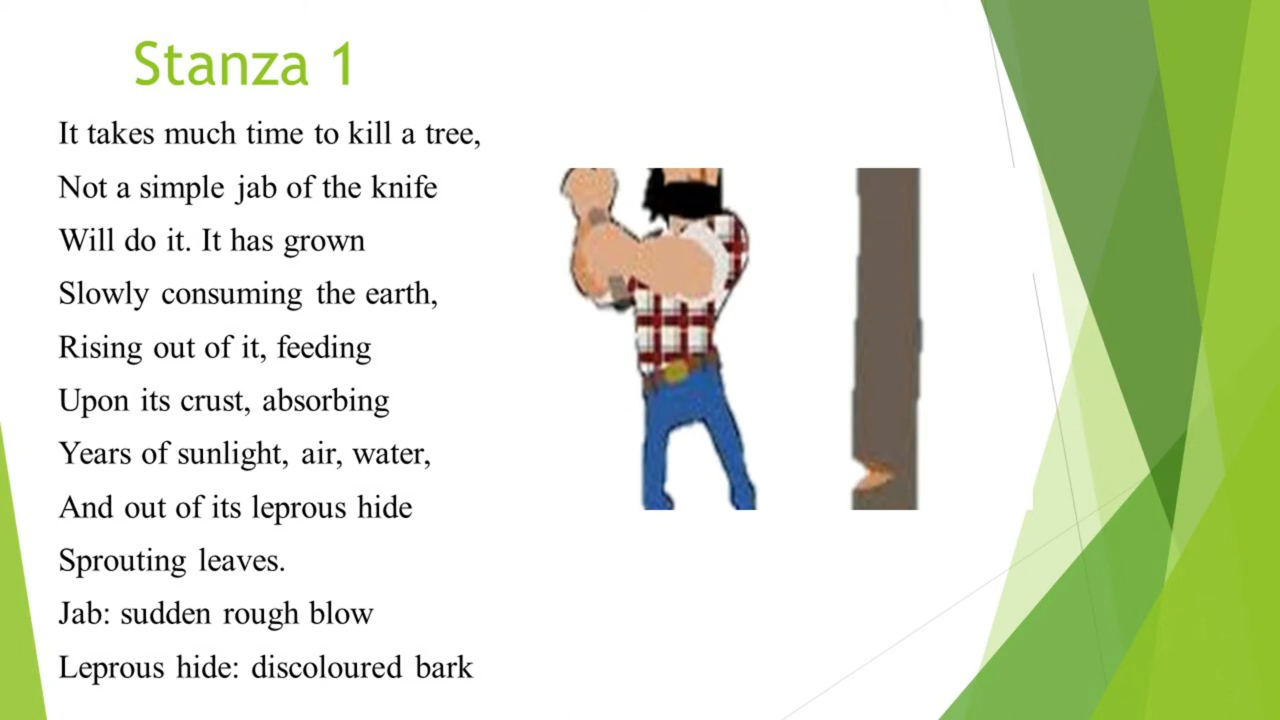 Stanza 1
It takes much time to kill a tree,
Not a simple jab of the knife
Will do it. It has grown
Slowly consuming the earth,
Rising out of it, feeding
Upon its crust, absorbing
Years of sunlight, air, water,
And out of its leprous hide
Sprouting leaves.
Jab: sudden rough blow
Leprous hide: discoloured bark